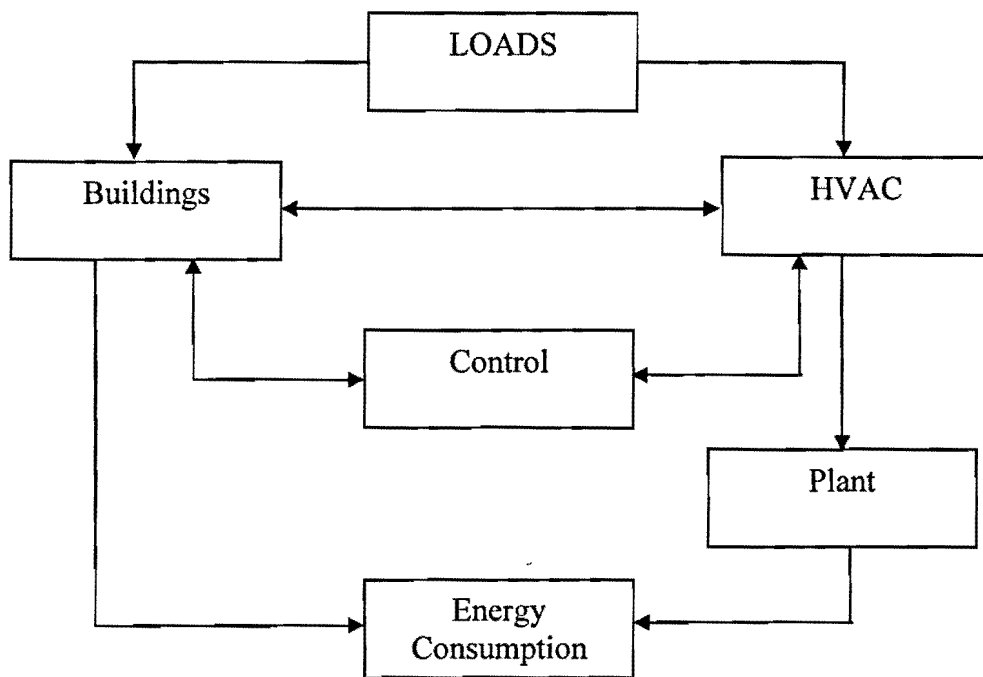 LOADS
Buildings
HVAC
Control
Plant
Energy
Consumption